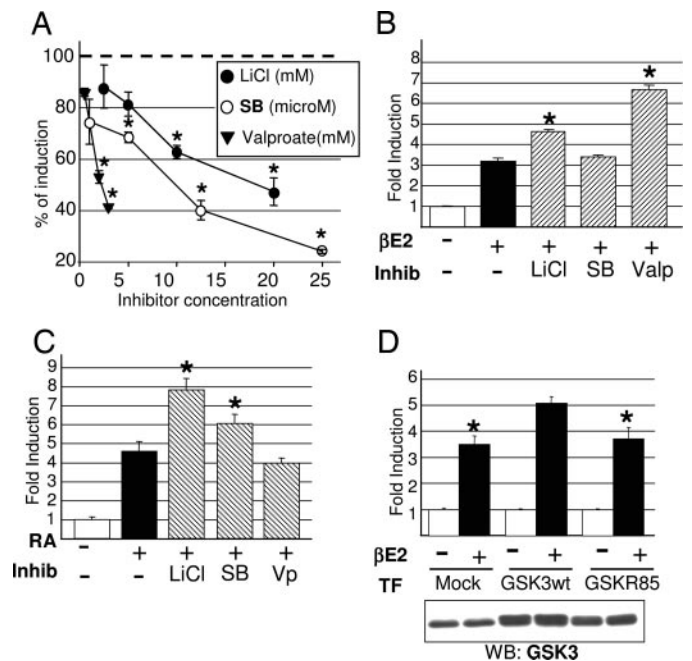 A
100
80
60
40
20
% of induction
0 5 10 15 20 25
Inhibitor concentration
LiCl (mM)
SB (microM)
Valproate(mM)
* * * * * * *
B
8
7
6
5
4
3
2
1
Fold Induction
* *
βE2 - + + + +
Inhib - - LiCl SB Valp
C
9
8
7
6
5
4
3
2
1
Fold Induction
* *
RA - + + + +
Inhib - - LiCl SB Vp
D
6
5
4
3
2
1
Fold Induction
* *
βE2 - + - + - +
TF Mock GSK3wt GSKR85
WB: GSK3